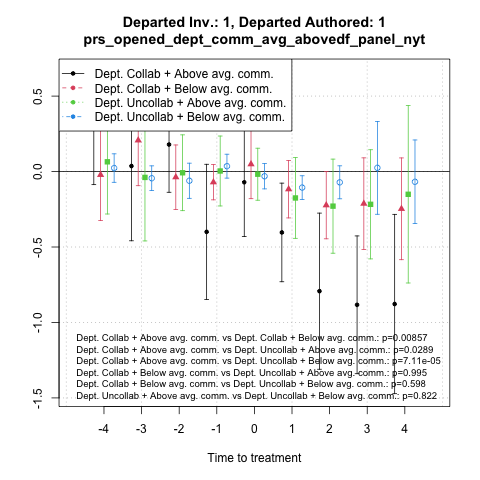 Departed Inv.: 1, Departed Authored: 1
prs_opened_dept_comm_avg_abovedf_panel_nyt
Dept. Collab + Above avg. comm.
Dept. Collab + Below avg. comm.
Dept. Uncollab + Above avg. comm.
Dept. Uncollab + Below avg. comm.
0.5
0.0
-0.5
-1.0
-1.5
Dept. Collab + Above avg. comm. vs Dept. Collab + Below avg. comm.: p=0.00857
Dept. Collab + Above avg. comm. vs Dept. Uncollab + Above avg. comm.: p=0.0289
Dept. Collab + Above avg. comm. vs Dept. Uncollab + Below avg. comm.: p=7.11e-05
Dept. Collab + Below avg. comm. vs Dept. Uncollab + Above avg. comm.: p=0.995
Dept. Collab + Below avg. comm. vs Dept. Uncollab + Below avg. comm.: p=0.598
Dept. Uncollab + Above avg. comm. vs Dept. Uncollab + Below avg. comm.: p=0.822
-4 -3 -2 -1 0 1 2 3 4
Time to treatment